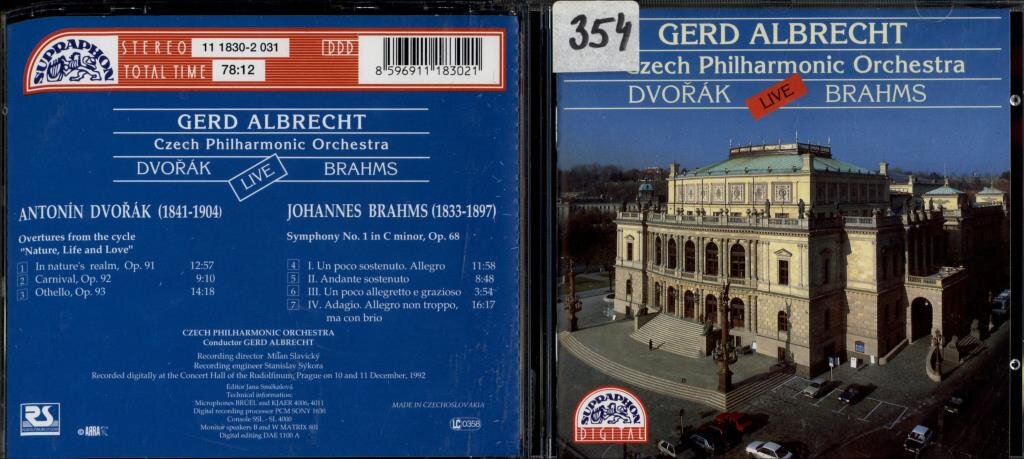 SUPRAPHON
STEREO 11 1830-2 031 DDD
TOTAL TIME 78:12
8 596911 183021
GERD ALBRECHT
Czech Philharmonic Orchestra
DVOŘÁK LIVE BRAHMS
ANTONÍN DVOŘÁK (1841-1904)
Overtures from the cycle
"Nature, Life and Love"
1 In nature's realm, Op. 91 12:57
2 Carnival, Op. 92 9:10
3 Othello, Op. 93 14:18
JOHANNES BRAHMS (1833-1897)
Symphony No. 1 in C minor, Op. 68
4 I. Un poco sostenuto. Allegro 11:58
5 II. Andante sostenuto 8:48
6 III. Un poco allegretto e grazioso 3:54
7 IV. Adagio. Allegro non troppo, 16:17
ma con brio
CZECH PHILHARMONIC ORCHESTRA
Conductor GERD ALBRECHT
Recording director Milan Slavický
Recording engineer Stanislav Sýkora
Recorded digitally at the Concert Hall of the Rudolfinum, Prague on 10 and 11 December, 1992
Editor Jana Smékalová
Technical information:
Microphones BRUEL and KJAER 4006, 4011
Digital recording processor PCM SONY 1630
Console SSL - SL 4000
Monitor speakers B and W MATRIX 801
Digital editing DAE 1100 A
RS
© ARRA
MADE IN CZECHOSLOVAKIA
LC 0358
354
GERD ALBRECHT
Czech Philharmonic Orchestra
DVOŘÁK LIVE BRAHMS
SUPRAPHON
DIGITAL